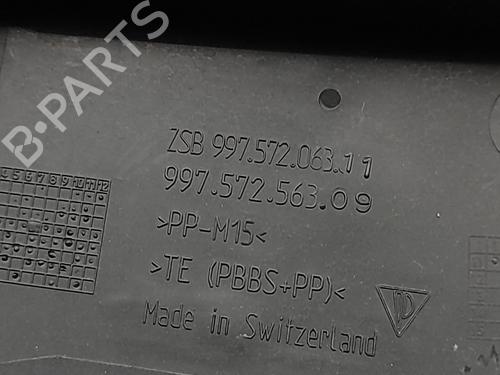 B-PARTS
ZSB 997.572.063.11
997.572.563.09
>PP-M15<
>TE (PBBS+PP)<
Made in Switzerland